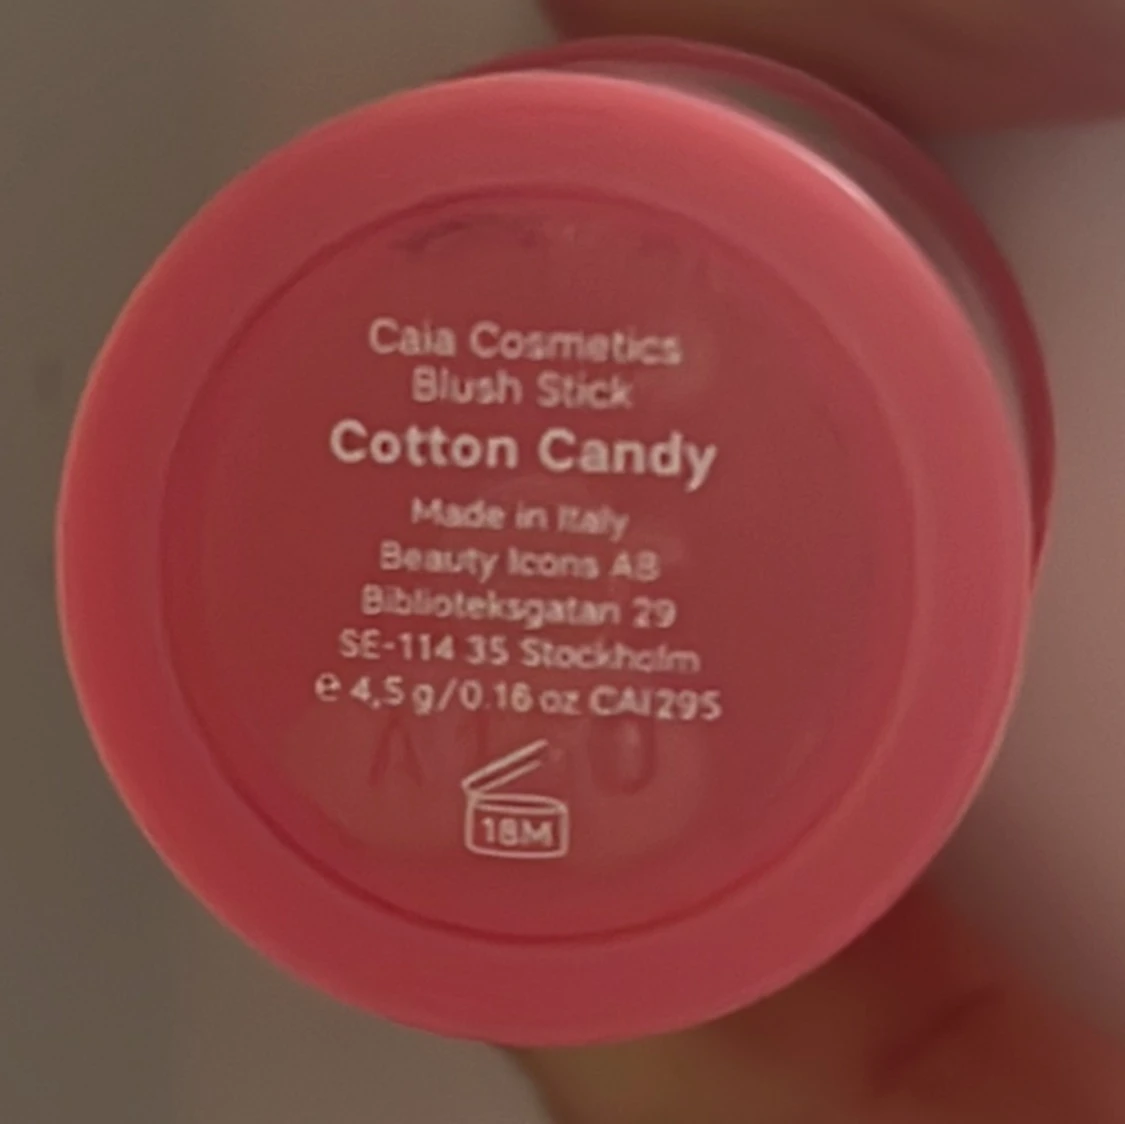 Caia Cosmetics
Blush Stick
Cotton Candy
Made in Italy
Beauty Icons AB
Biblioteksgatan 29
SE-114 35 Stockholm
℮ 4,5 g/0.16 oz CAI295
18M